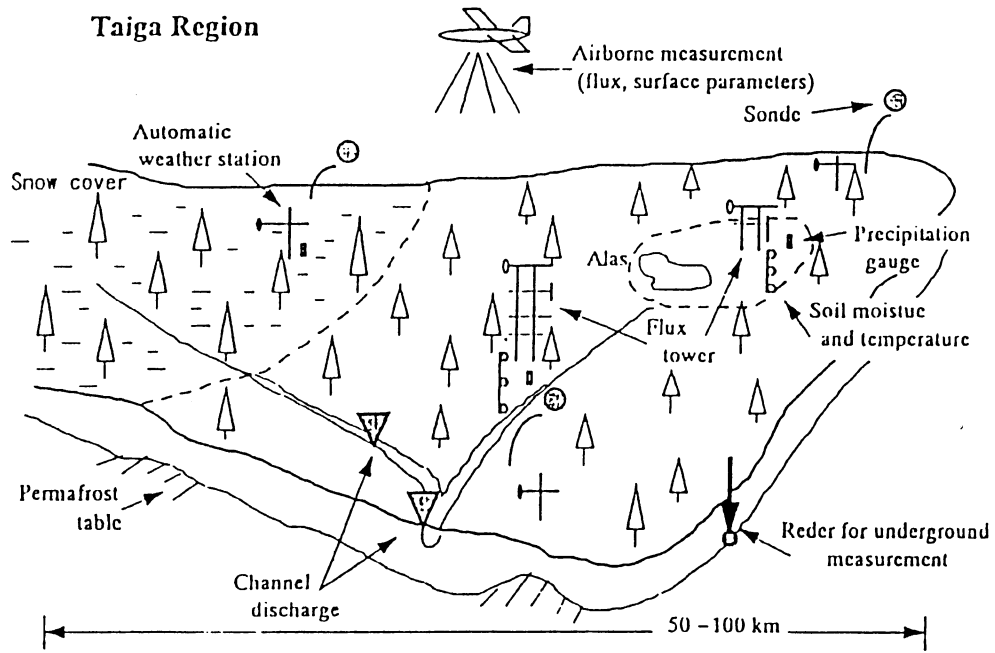 Taiga Region
Airborne measurement
(flux, surface parameters)
Sonde
Automatic
weather station
Snow cover
Precipitation
gauge
Alas
Soil moistue
and temperature
Flux
tower
Permafrost
table
Reder for underground
measurement
Channel
discharge
50 – 100 km